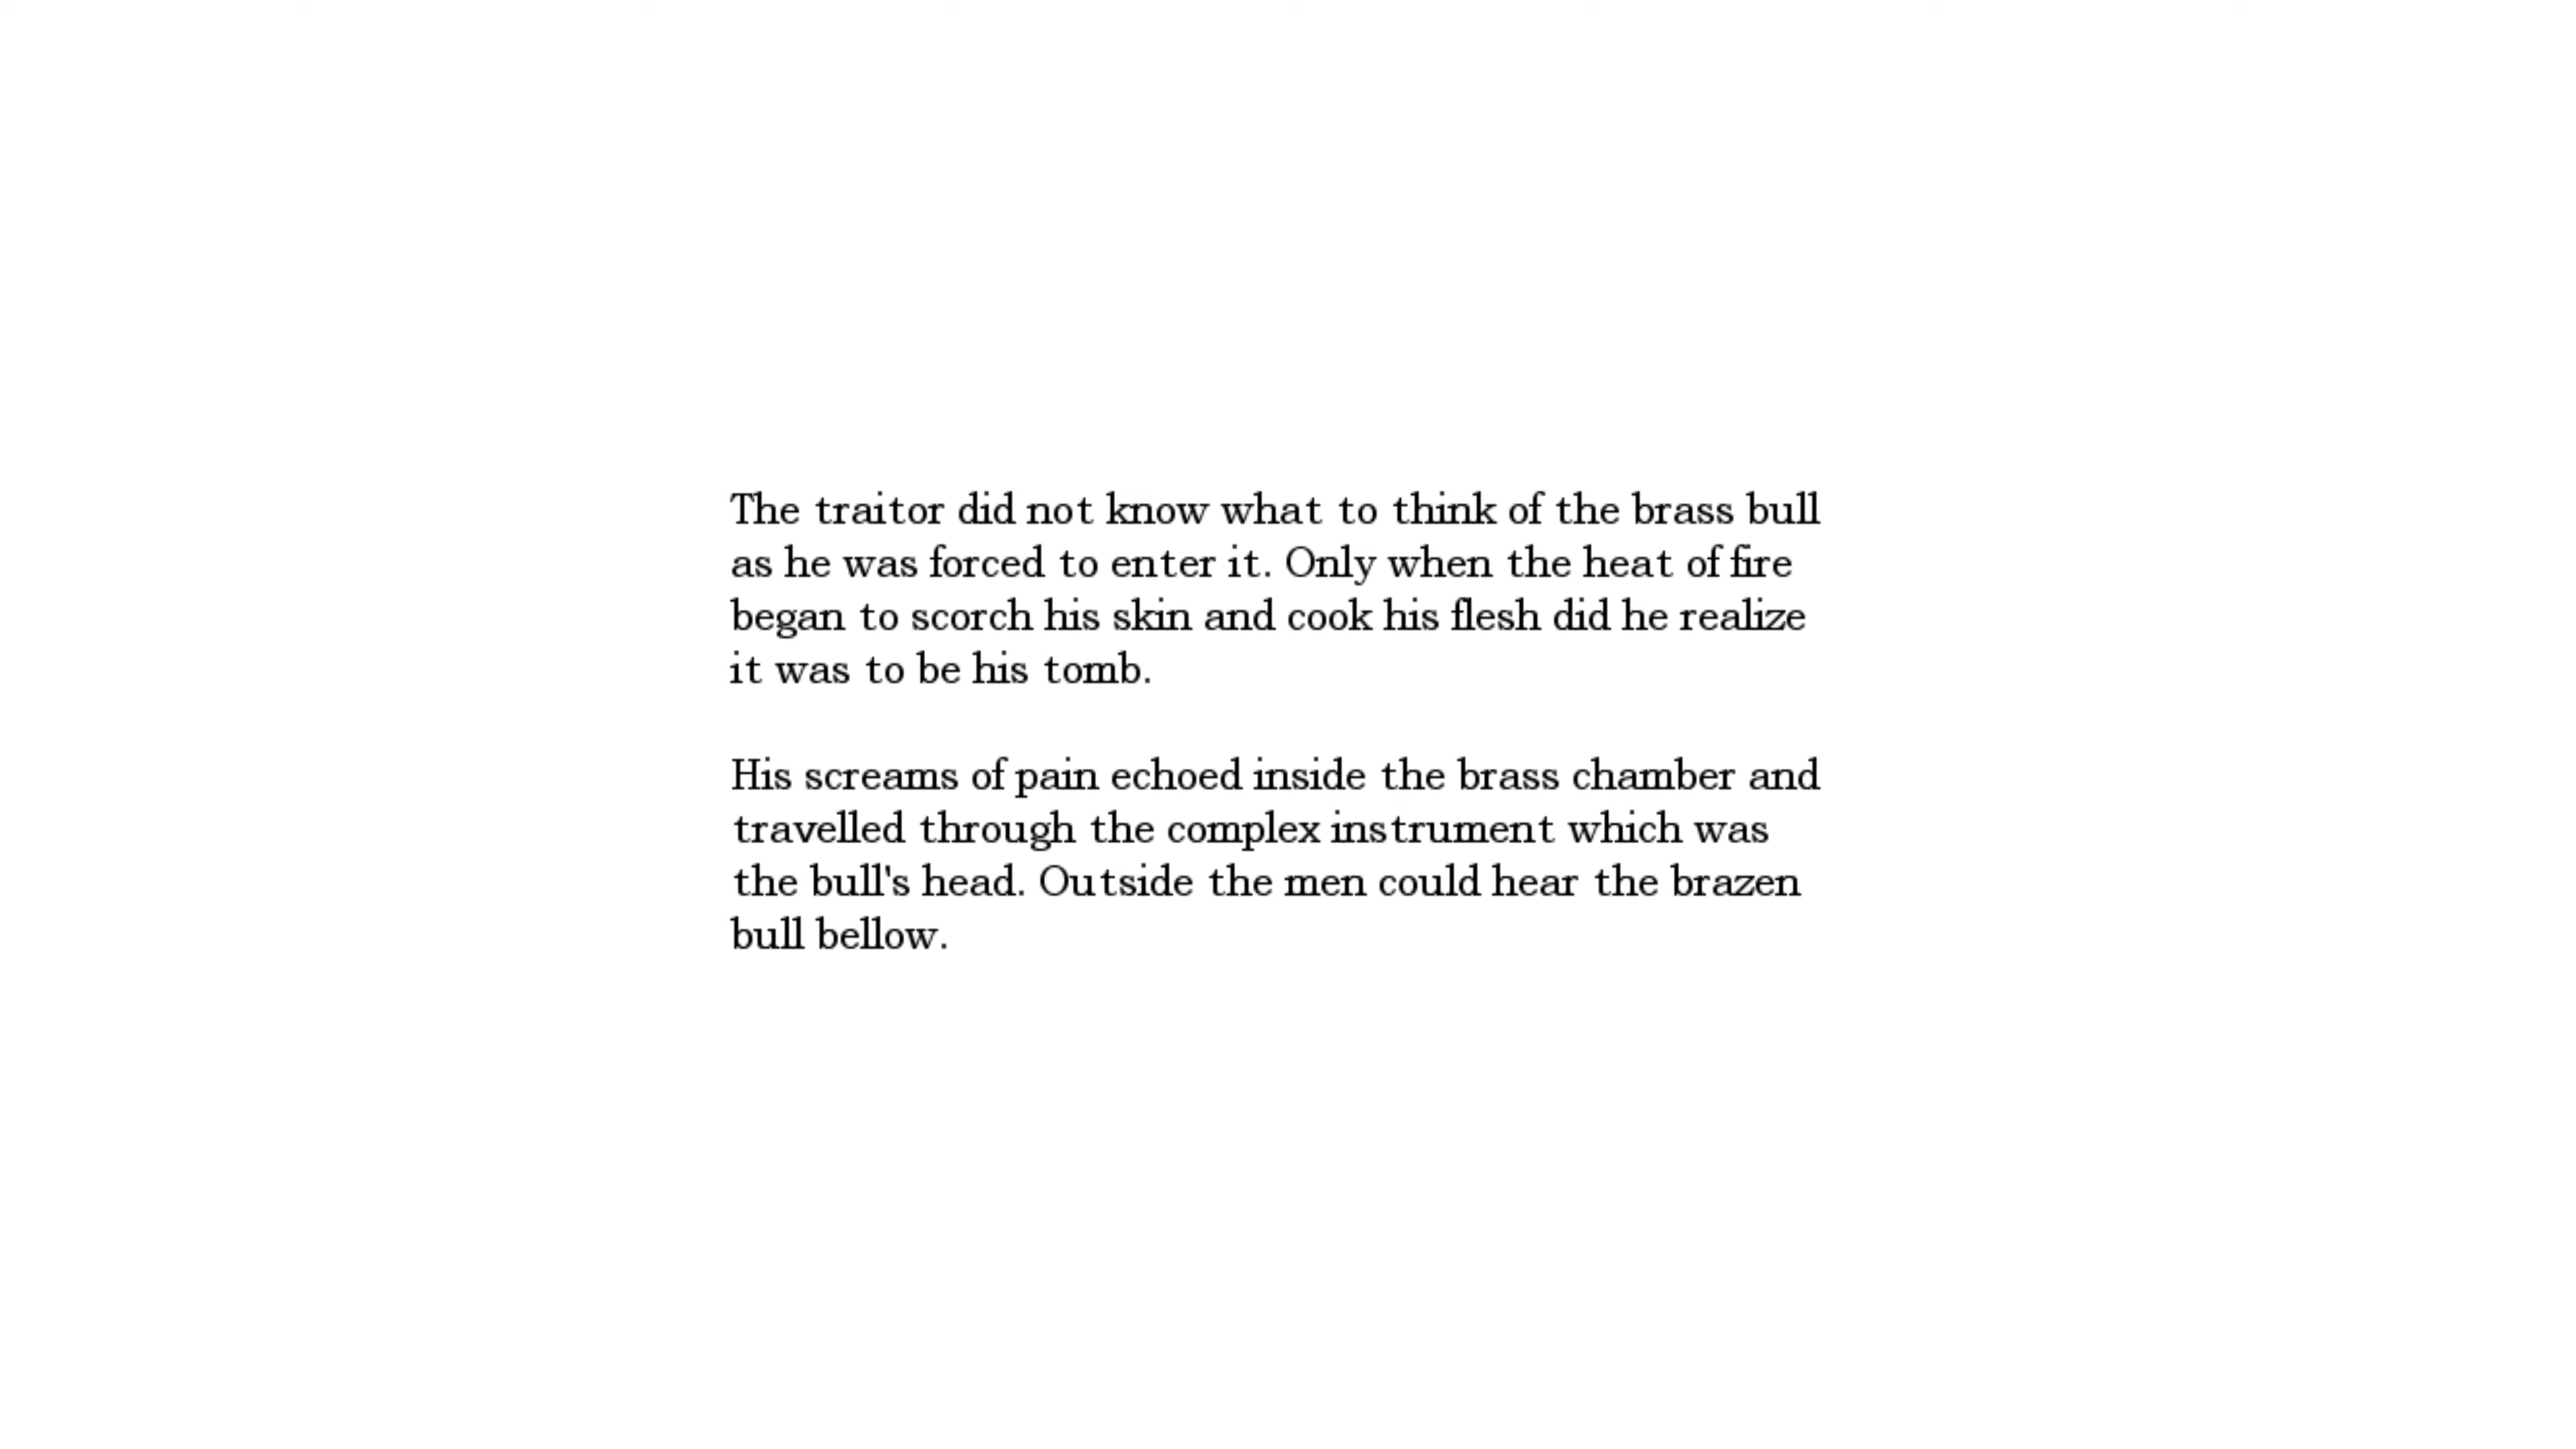 The traitor did not know what to think of the brass bull
as he was forced to enter it. Only when the heat of fire
began to scorch his skin and cook his flesh did he realize
it was to be his tomb.
His screams of pain echoed inside the brass chamber and
travelled through the complex instrument which was
the bull's head. Outside the men could hear the brazen
bull bellow.